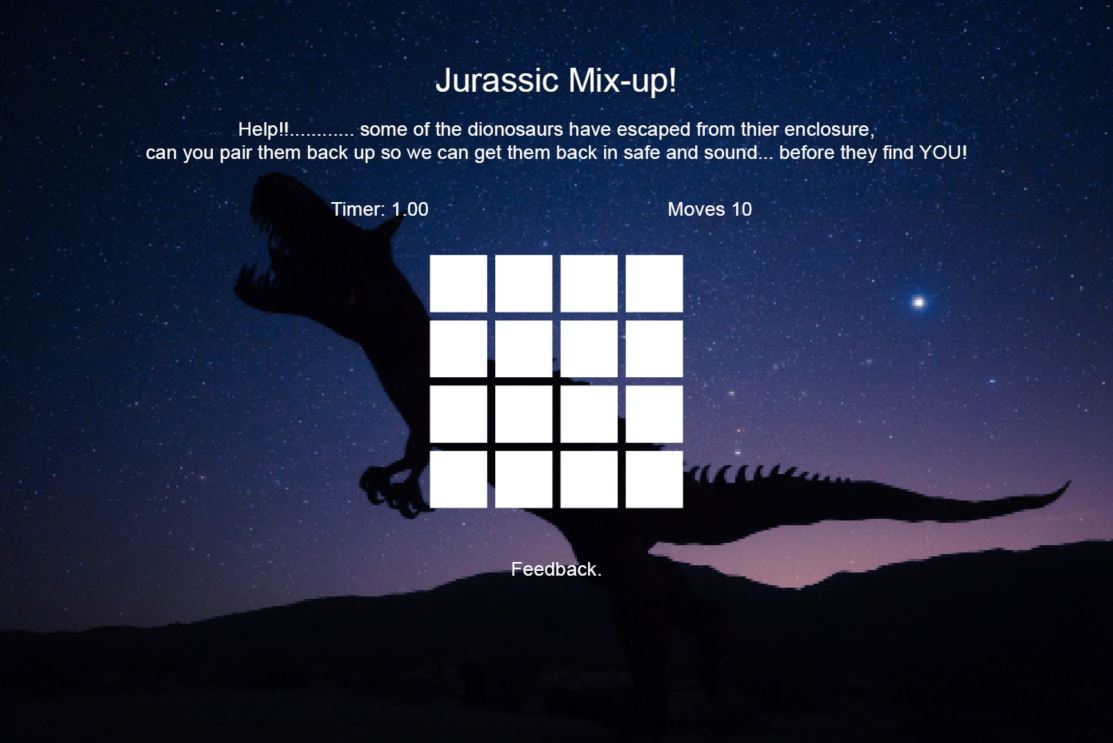 Jurassic Mix-up!
Help!!............ some of the dionosaurs have escaped from thier enclosure,
can you pair them back up so we can get them back in safe and sound... before they find YOU!
Timer: 1.00 Moves 10
Feedback.